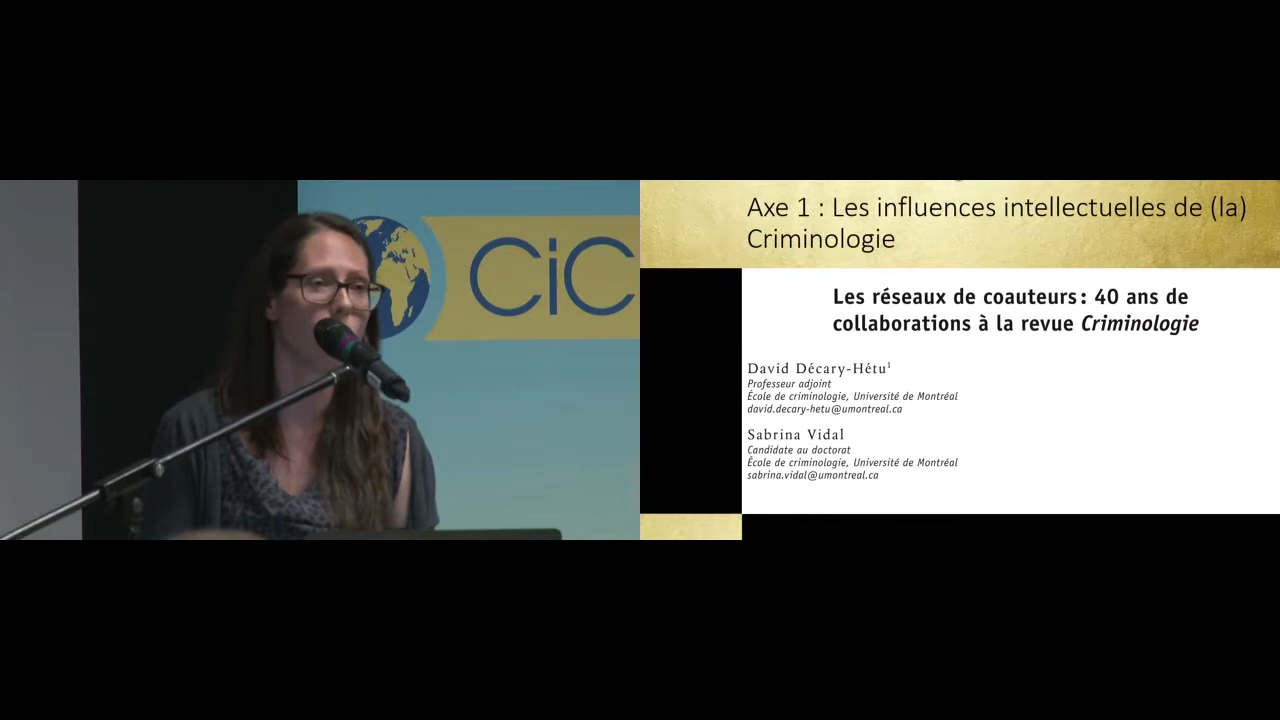 CiC
Axe 1 : Les influences intellectuelles de (la)
Criminologie
Les réseaux de coauteurs : 40 ans de
collaborations à la revue Criminologie
David Décary-Hétu¹
Professeur adjoint
École de criminologie, Université de Montréal
david.decary-hetu@umontreal.ca
Sabrina Vidal
Candidate au doctorat
École de criminologie, Université de Montréal
sabrina.vidal@umontreal.ca